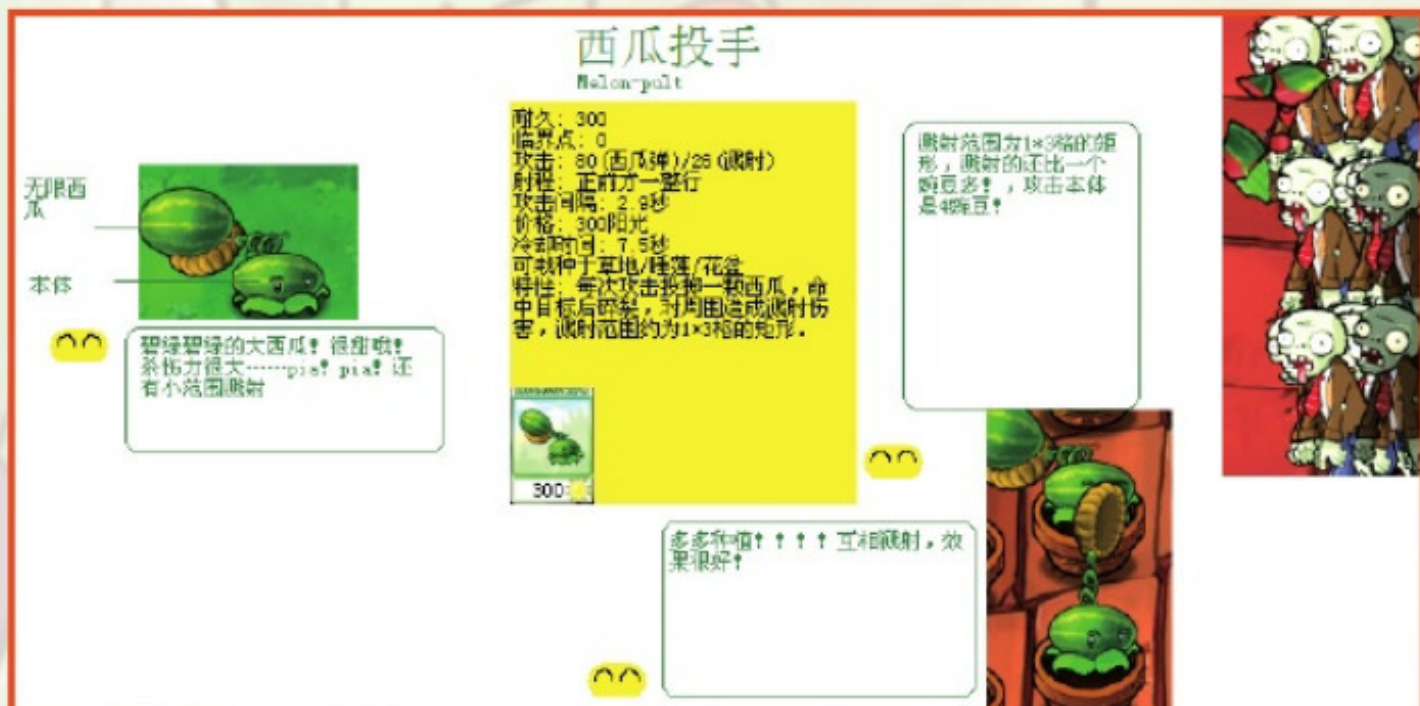 西瓜投手
Melon-pult
无限西
瓜
本体
碧绿碧绿的大西瓜！很甜哦！
杀伤力很大……pia！pia！还
有小范围溅射
耐久：300
临界点：0
攻击：80(西瓜弹)/26(溅射)
射程：正前方一整行
攻击间隔：2.9秒
价格：300阳光
冷却时间：7.5秒
可栽种于草地/睡莲/花盆
特性：每次攻击投掷一颗西瓜，命
中目标后碎裂，对周围造成溅射伤
害，溅射范围约为1*3格的矩形。
300
溅射范围为1*3格的矩
形，溅射的还比一个
豌豆多！，攻击本体
是4豌豆！
多多种植！！！！互相溅射，效
果很好！